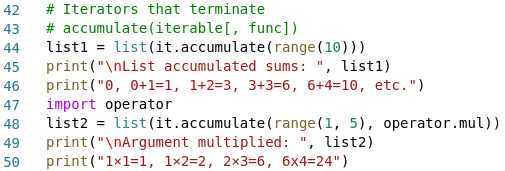 42 # Iterators that terminate
43 # accumulate(iterable[, func])
44 list1 = list(it.accumulate(range(10)))
45 print("\nList accumulated sums: ", list1)
46 print("0, 0+1=1, 1+2=3, 3+3=6, 6+4=10, etc.")
47 import operator
48 list2 = list(it.accumulate(range(1, 5), operator.mul))
49 print("\nArgument multiplied: ", list2)
50 print("1×1=1, 1×2=2, 2×3=6, 6x4=24")